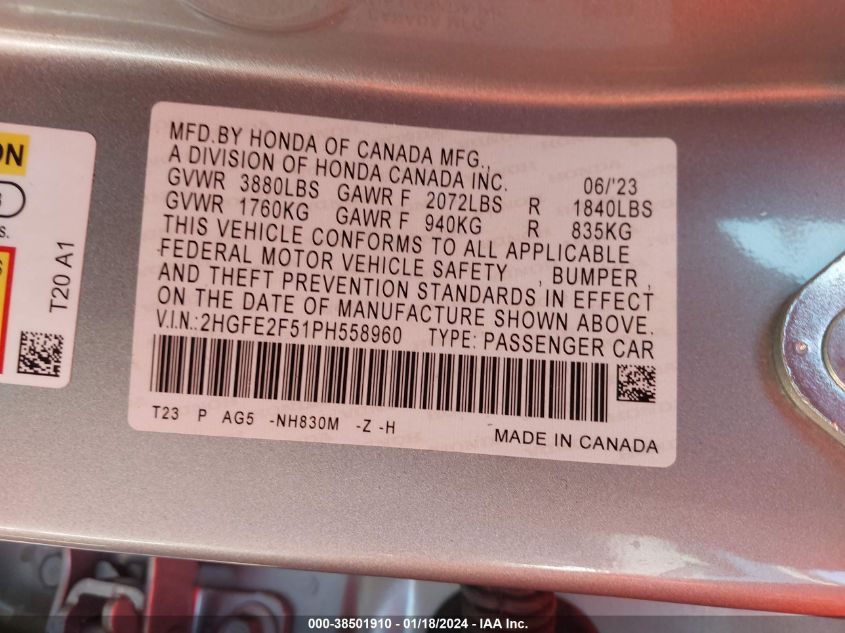 MFD.BY HONDA OF CANADA MFG.,
A DIVISION OF HONDA CANADA INC. 06/'23
GVWR 3880LBS GAWR F 2072LBS R 1840LBS
GVWR 1760KG GAWR F 940KG R 835KG
THIS VEHICLE CONFORMS TO ALL APPLICABLE
FEDERAL MOTOR VEHICLE SAFETY , BUMPER ,
AND THEFT PREVENTION STANDARDS IN EFFECT
ON THE DATE OF MANUFACTURE SHOWN ABOVE.
V.I.N.:2HGFE2F51PH558960 TYPE: PASSENGER CAR
T23 P AG5 -NH830M -Z -H
MADE IN CANADA
ON
s.
T20 A1
000-38501910 - 01/18/2024 - IAA Inc.